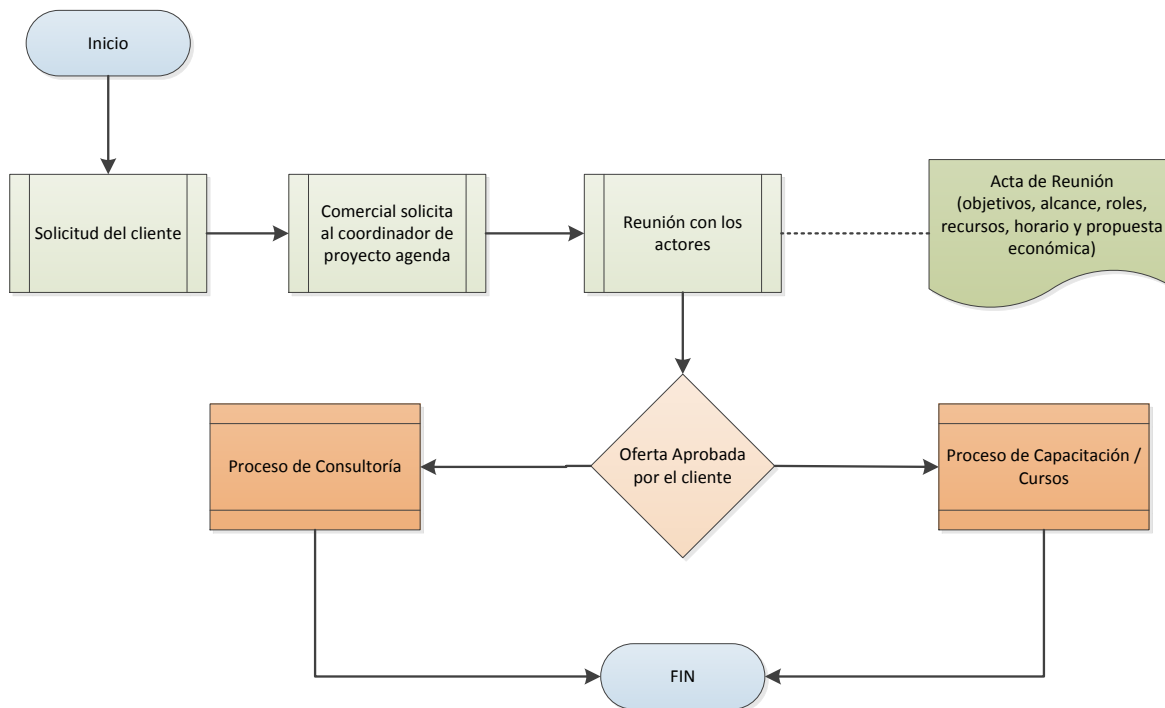 Inicio
Solicitud del cliente
Comercial solicita
al coordinador de
proyecto agenda
Reunión con los
actores
Acta de Reunión
(objetivos, alcance, roles,
recursos, horario y propuesta
económica)
Proceso de Consultoría
Oferta Aprobada
por el cliente
Proceso de Capacitación /
Cursos
FIN